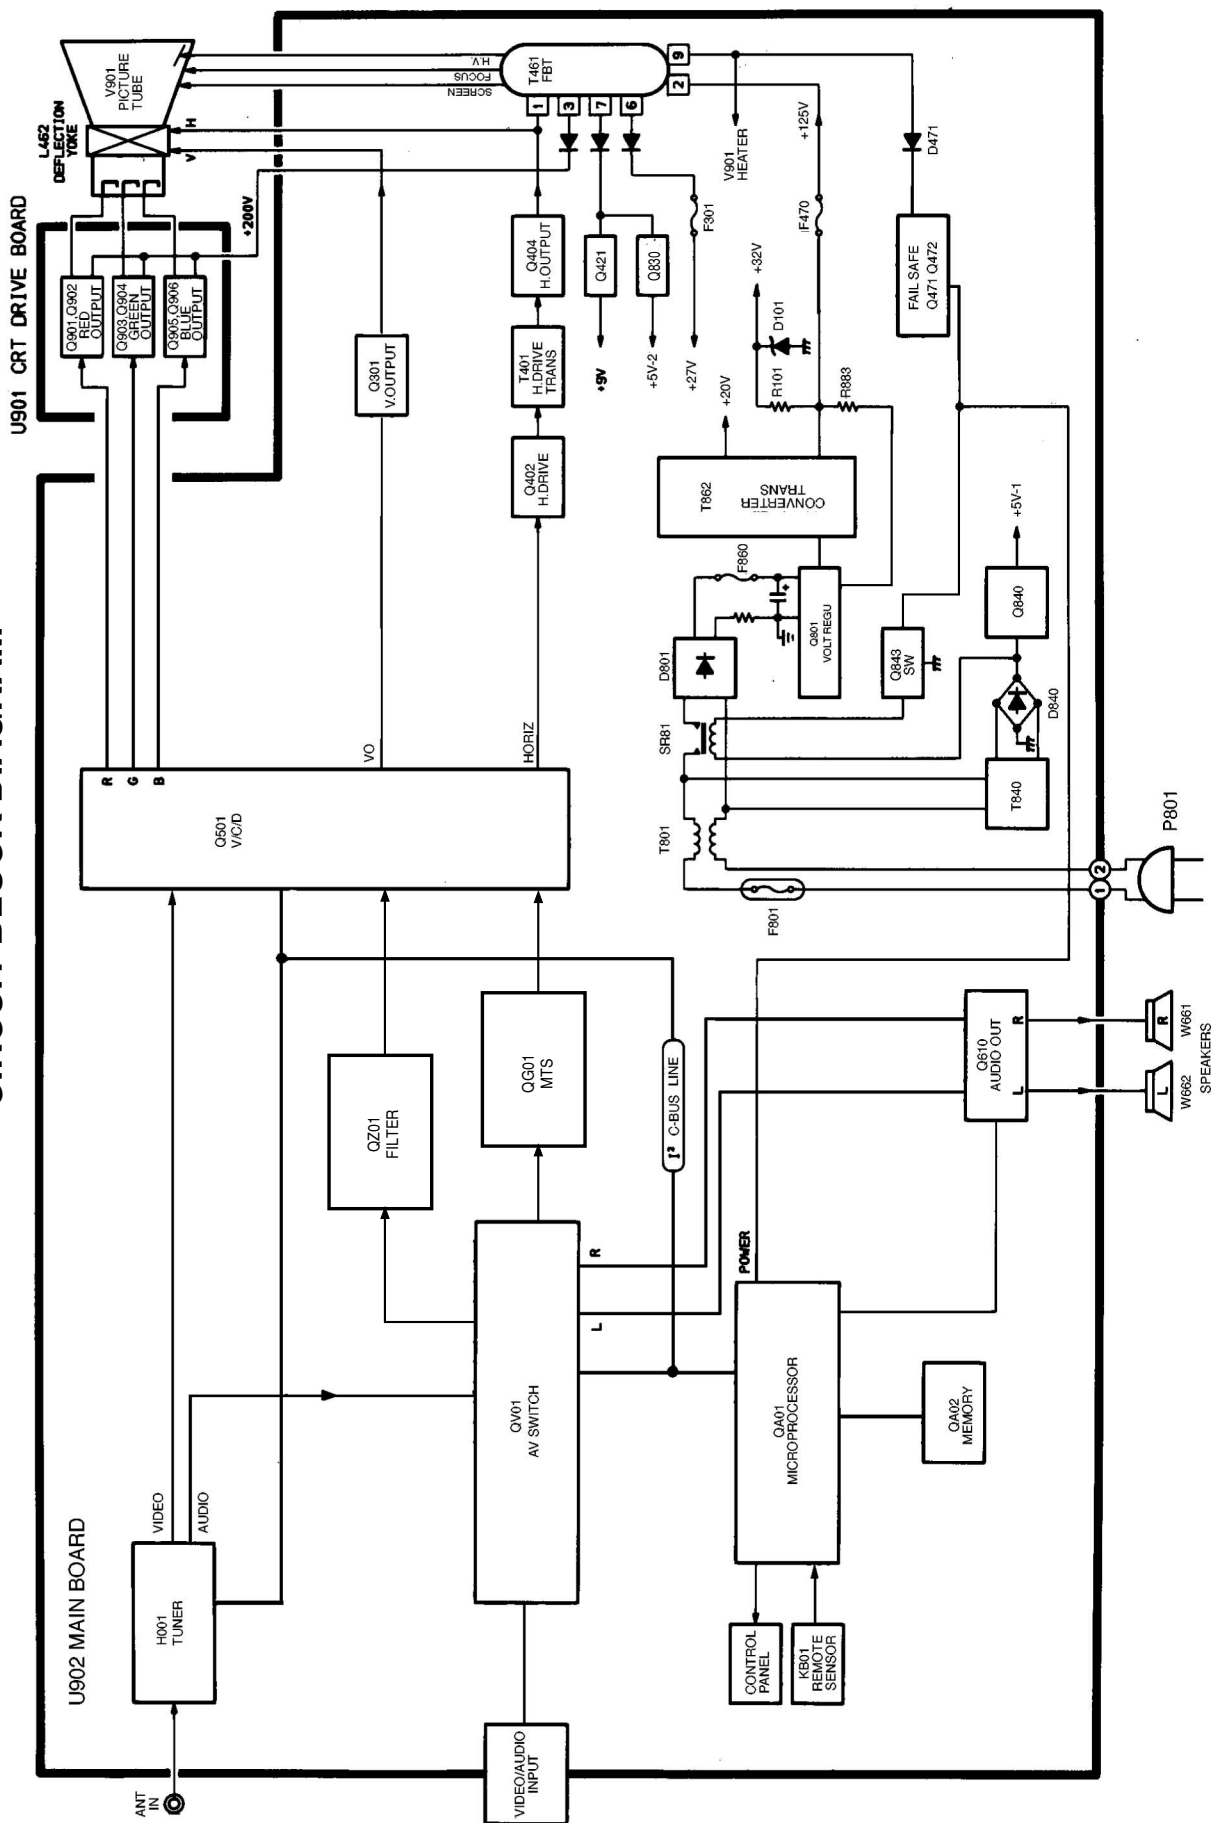 ANT
IN
U902 MAIN BOARD
H001
TUNER
VIDEO
AUDIO
VIDEO/AUDIO
INPUT
QV01
AV SWITCH
R
L
QZ01
FILTER
QG01
MTS
I² C-BUS LINE
CONTROL
PANEL
KB01
REMOTE
SENSOR
QA01
MICROPROCESSOR
POWER
QA02
MEMORY
Q610
AUDIO OUT
L
R
L
R
W662
W661
SPEAKERS
Q501
V/C/D
R
G
B
VO
HORIZ
U901 CRT DRIVE BOARD
Q901,Q902
RED
OUTPUT
Q903,Q904
GREEN
OUTPUT
Q905,Q906
BLUE
OUTPUT
+200V
L462
DEFLECTION
YOKE
V901
PICTURE
TUBE
V
H
SCREEN
FOCUS
H.V.
Q301
V.OUTPUT
Q402
H.DRIVE
T401
H.DRIVE
TRANS
Q404
H.OUTPUT
T461
FBT
1
3
7
6
2
9
Q421
+9V
Q830
+5V-2
F301
+27V
V901
HEATER
+125V
F470
D471
FAIL SAFE
Q471 Q472
+32V
D101
R101
R883
+20V
T862
CONVERTER
TRANS
F860
+
Q801
VOLT REGU
D801
SR81
Q843
SW
Q840
+5V-1
D840
T840
T801
F801
1
2
P801